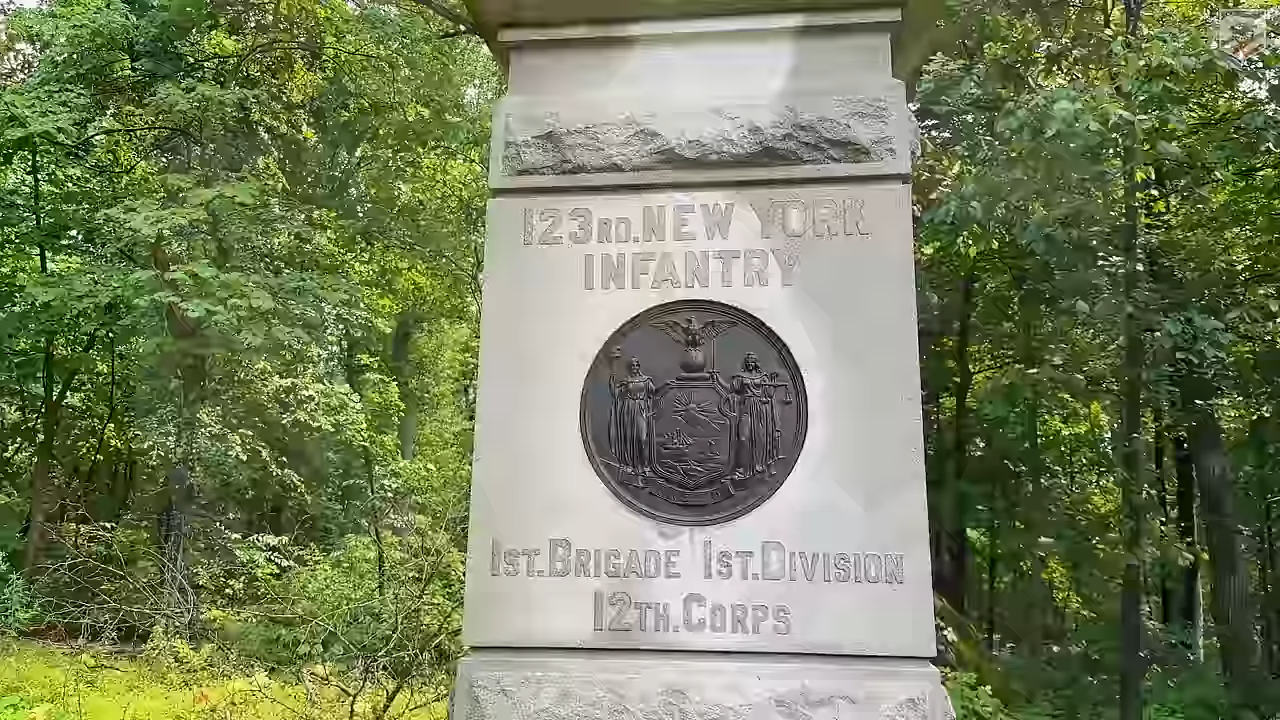 123RD. NEW YORK
INFANTRY
1ST. BRIGADE 1ST. DIVISION
12TH. CORPS